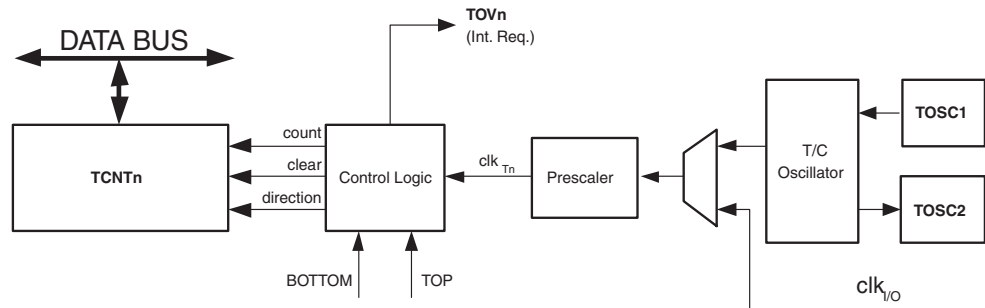 TOVn
(Int. Req.)
DATA BUS
TCNTn
count
clear
direction
Control Logic
clk Tn
Prescaler
T/C
Oscillator
TOSC1
TOSC2
BOTTOM
TOP
clk I/O